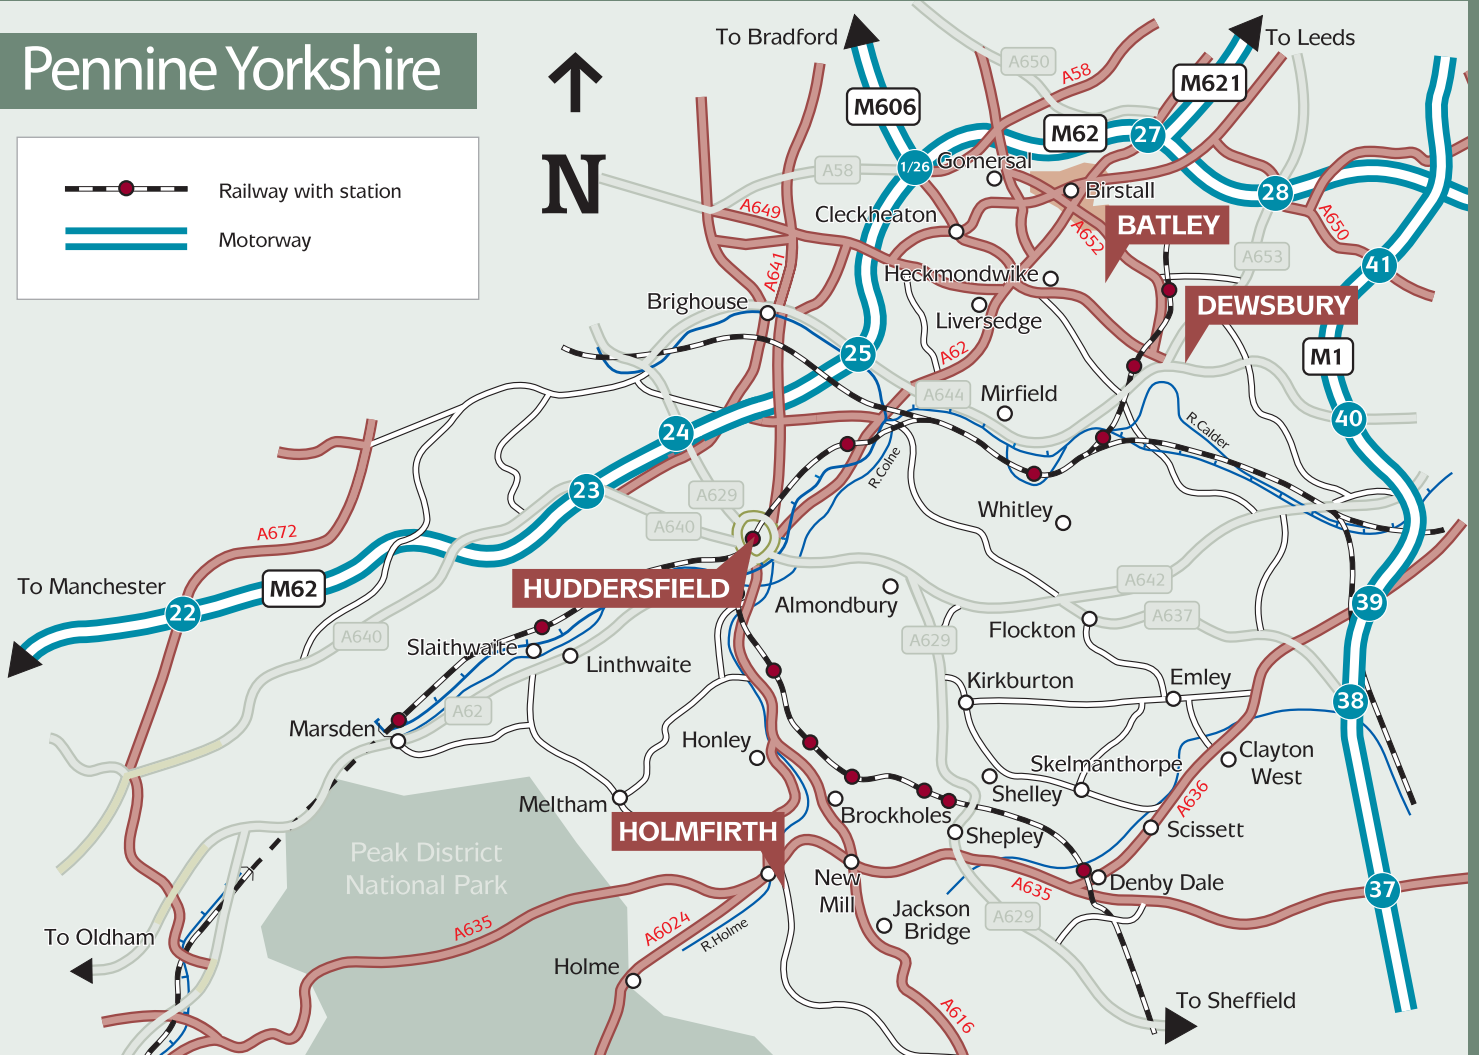 Pennine Yorkshire
Railway with station
Motorway
N
To Bradford
To Leeds
M606
M621
M62
A650
A58
27
1/26
Gomersal
A58
28
Birstall
A649
Cleckheaton
A652
BATLEY
A650
A653
41
A641
Heckmondwike
Brighouse
Liversedge
DEWSBURY
25
A62
M1
A644
Mirfield
40
24
R.Calder
R.Colne
23
A629
Whitley
A640
A672
To Manchester
M62
HUDDERSFIELD
A642
22
Almondbury
39
A637
Flockton
A640
Slaithwaite
A629
Linthwaite
Kirkburton
Emley
38
A62
Marsden
Honley
Clayton
West
Skelmanthorpe
Shelley
A636
Meltham
Brockholes
HOLMFIRTH
Shepley
Scissett
Peak District
National Park
New
Mill
Denby Dale
A635
37
Jackson
Bridge
A629
A635
A6024
R.Holme
To Oldham
Holme
A616
To Sheffield